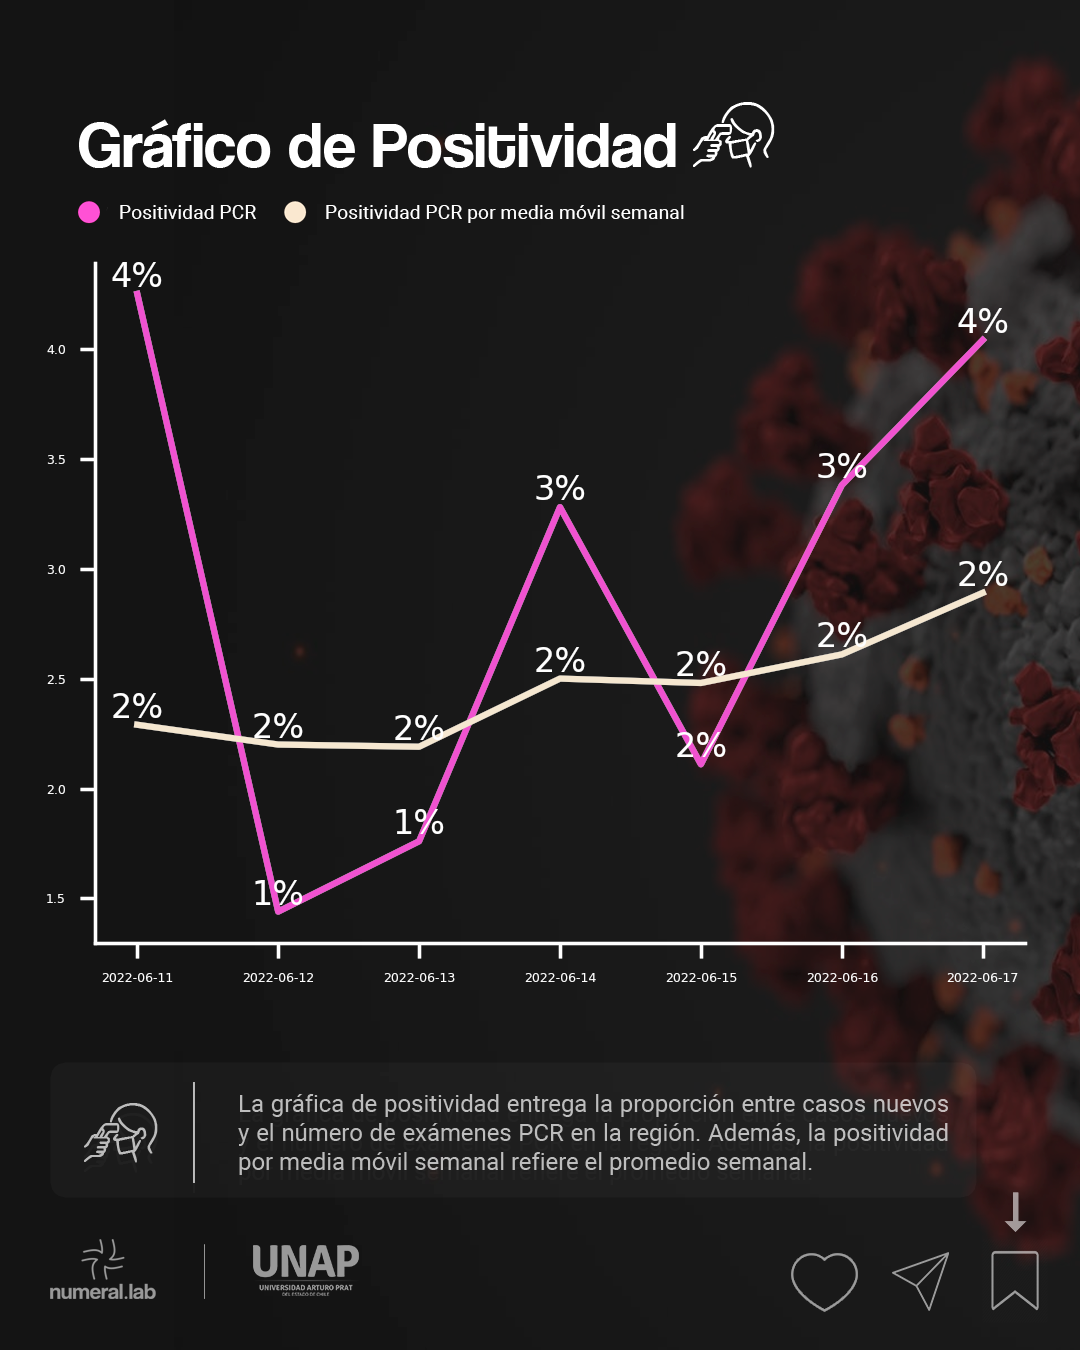 Gráfico de Positividad
Positividad PCR
Positividad PCR por media móvil semanal
4%
4%
4.0
3.5
3%
3%
3.0
2%
2.5
2%
2%
2%
2%
2%
2%
2%
2.0
1%
1.5
1%
2022-06-11
2022-06-12
2022-06-13
2022-06-14
2022-06-15
2022-06-16
2022-06-17
La gráfica de positividad entrega la proporción entre casos nuevos
y el número de exámenes PCR en la región. Además, la positividad
por media móvil semanal refiere el promedio semanal.
numeral.lab
UNAP
UNIVERSIDAD ARTURO PRAT
DEL ESTADO DE CHILE